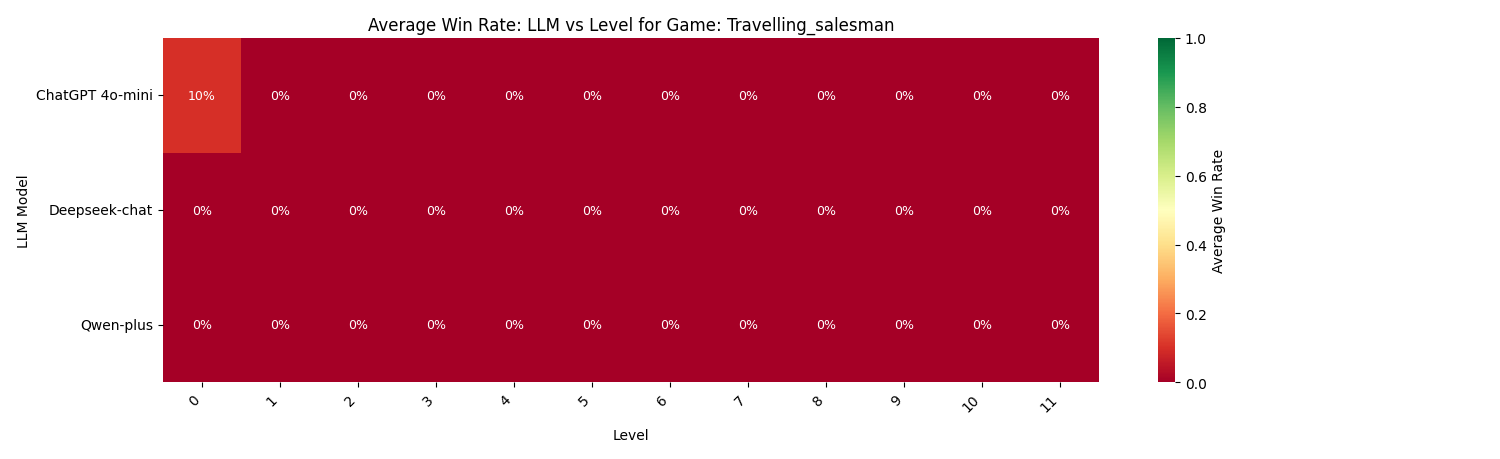 Average Win Rate: LLM vs Level for Game: Travelling_salesman
LLM Model
ChatGPT 4o-mini 10% 0% 0% 0% 0% 0% 0% 0% 0% 0% 0% 0%
Deepseek-chat 0% 0% 0% 0% 0% 0% 0% 0% 0% 0% 0% 0%
Qwen-plus 0% 0% 0% 0% 0% 0% 0% 0% 0% 0% 0% 0%
0 1 2 3 4 5 6 7 8 9 10 11
Level
1.0
0.8
0.6
0.4
0.2
0.0
Average Win Rate